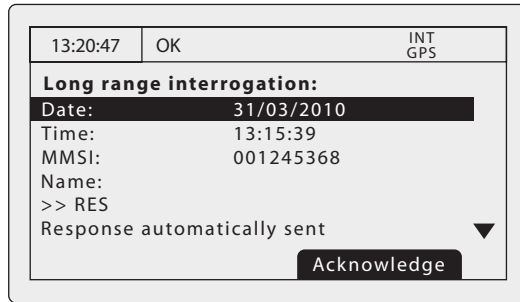 13:20:47 OK INT
GPS
Long range interrogation:
Date: 31/03/2010
Time: 13:15:39
MMSI: 001245368
Name:
>> RES
Response automatically sent
Acknowledge